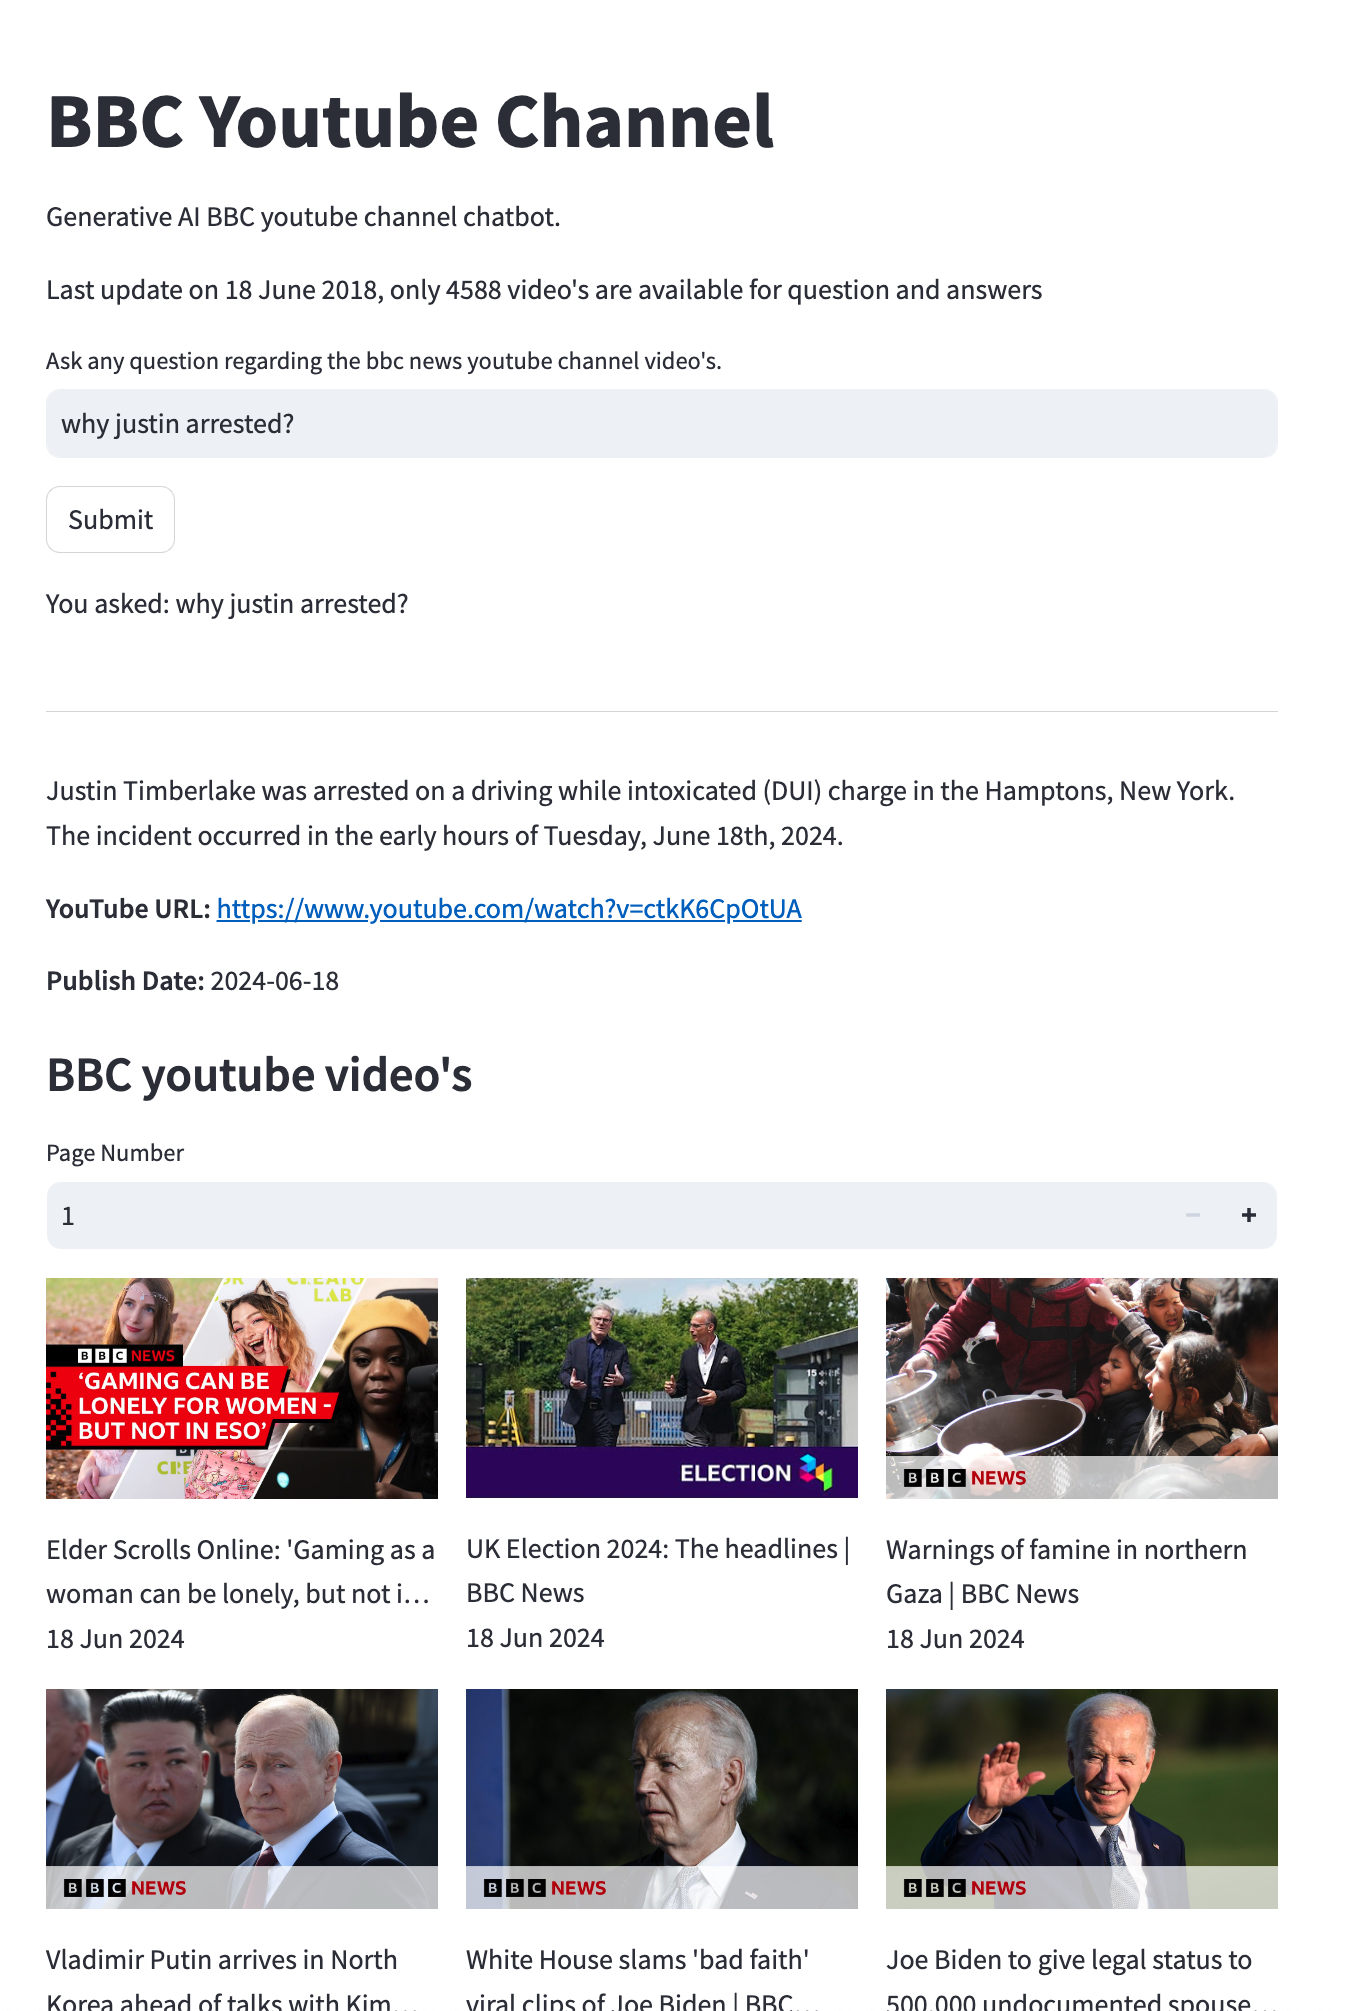 BBC Youtube Channel
Generative AI BBC youtube channel chatbot.
Last update on 18 June 2018, only 4588 video's are available for question and answers
Ask any question regarding the bbc news youtube channel video's.
why justin arrested?
Submit
You asked: why justin arrested?
Justin Timberlake was arrested on a driving while intoxicated (DUI) charge in the Hamptons, New York.
The incident occurred in the early hours of Tuesday, June 18th, 2024.
YouTube URL: https://www.youtube.com/watch?v=ctkK6CpOtUA
Publish Date: 2024-06-18
BBC youtube video's
Page Number
1
LAB
BBC NEWS
‘GAMING CAN BE
LONELY FOR WOMEN -
BUT NOT IN ESO’
ELECTION
15
BBC NEWS
Elder Scrolls Online: 'Gaming as a
woman can be lonely, but not i…
18 Jun 2024
UK Election 2024: The headlines |
BBC News
18 Jun 2024
Warnings of famine in northern
Gaza | BBC News
18 Jun 2024
BBC NEWS
BBC NEWS
BBC NEWS
Vladimir Putin arrives in North
Korea ahead of talks with Kim…
White House slams 'bad faith'
viral clips of Joe Biden | BBC…
Joe Biden to give legal status to
500,000 undocumented spouse…